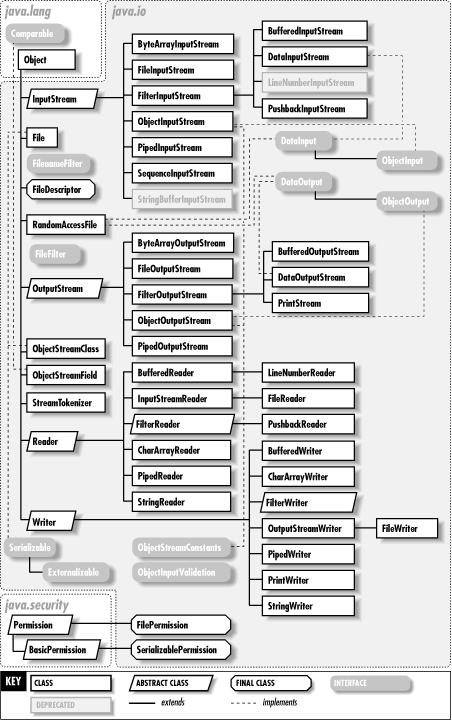 java.lang
java.io
Comparable
Object
InputStream
ByteArrayInputStream
FileInputStream
FilterInputStream
ObjectInputStream
PipedInputStream
SequenceInputStream
StringBufferInputStream
BufferedInputStream
DataInputStream
LineNumberInputStream
PushbackInputStream
File
FilenameFilter
FileDescriptor
RandomAccessFile
FileFilter
DataInput
ObjectInput
DataOutput
ObjectOutput
OutputStream
ByteArrayOutputStream
FileOutputStream
FilterOutputStream
ObjectOutputStream
PipedOutputStream
BufferedOutputStream
DataOutputStream
PrintStream
ObjectStreamClass
ObjectStreamField
StreamTokenizer
Reader
BufferedReader
InputStreamReader
FilterReader
CharArrayReader
PipedReader
StringReader
LineNumberReader
FileReader
PushbackReader
Writer
BufferedWriter
CharArrayWriter
FilterWriter
OutputStreamWriter
FileWriter
PipedWriter
PrintWriter
StringWriter
Serializable
Externalizable
ObjectStreamConstants
ObjectInputValidation
java.security
Permission
FilePermission
BasicPermission
SerializablePermission
KEY
CLASS
ABSTRACT CLASS
FINAL CLASS
INTERFACE
DEPRECATED
extends
implements